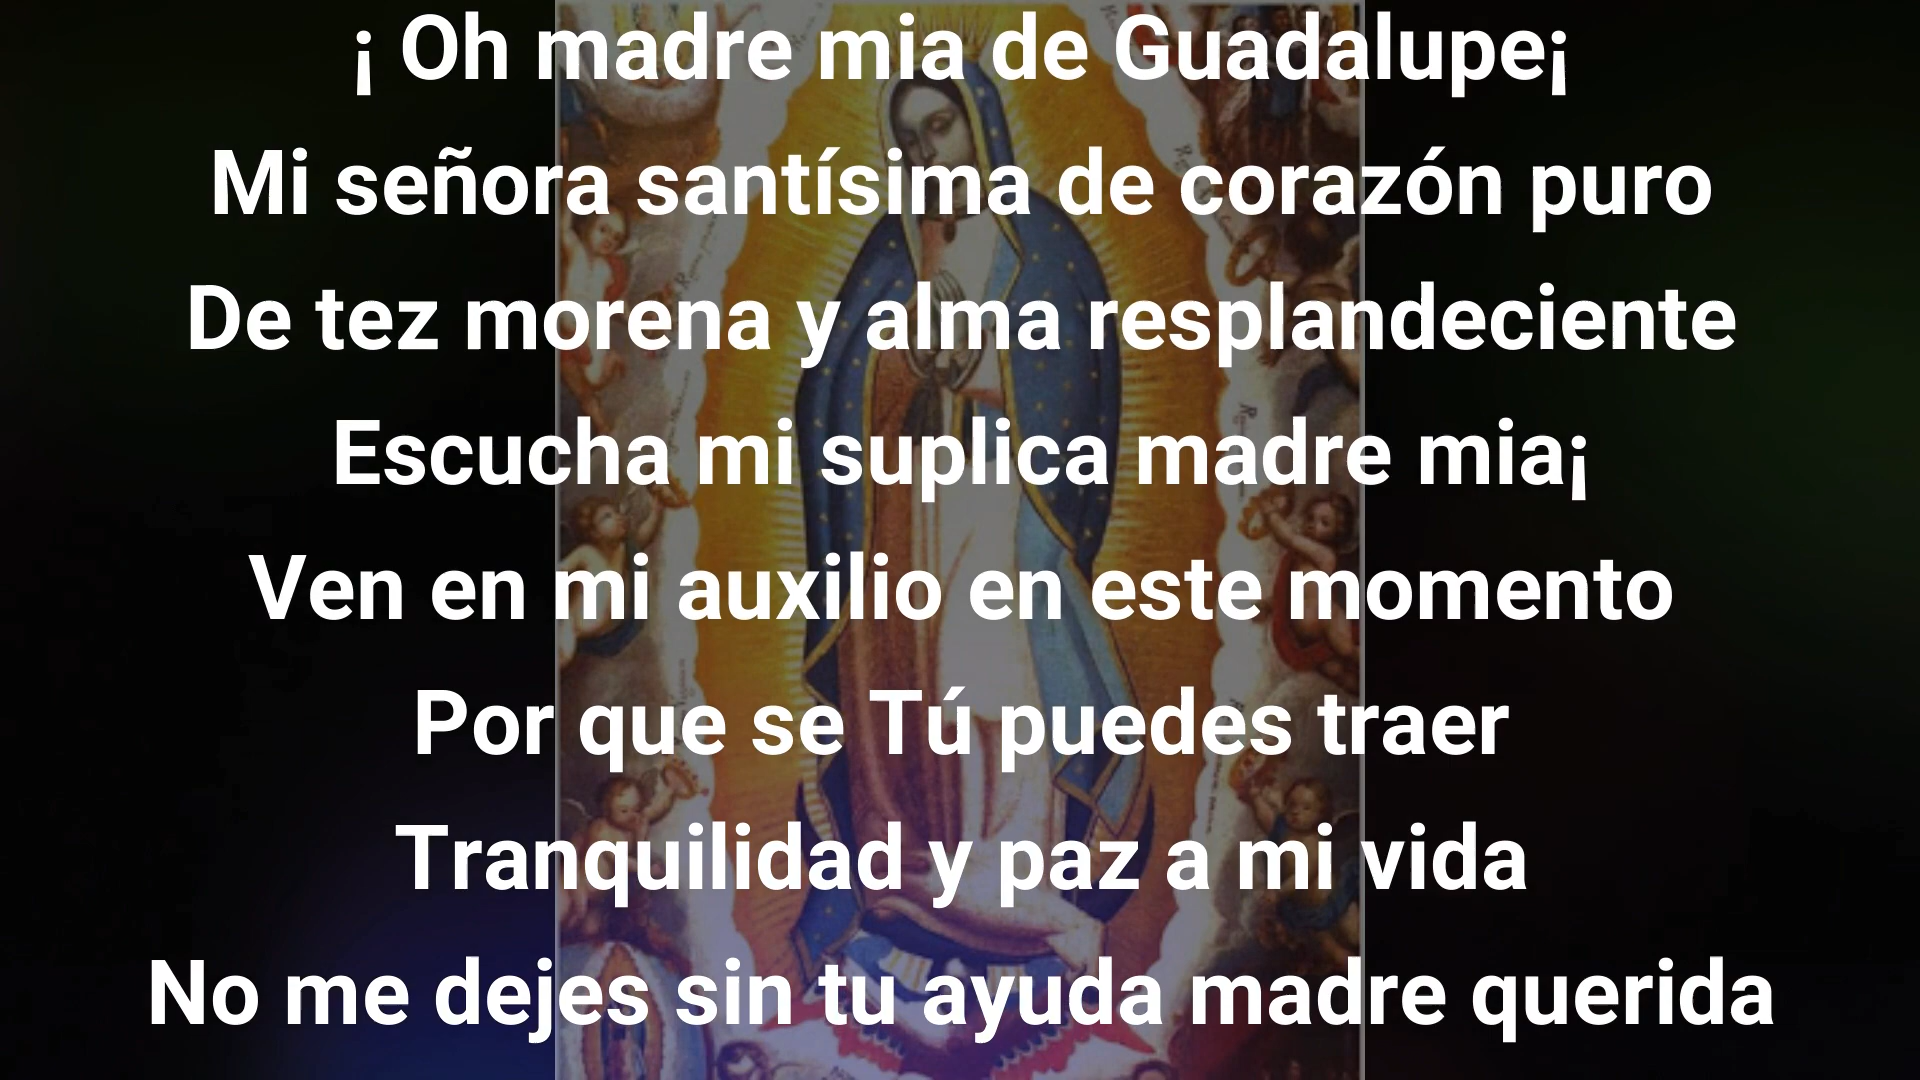 ¡ Oh madre mia de Guadalupe¡
Mi señora santísima de corazón puro
De tez morena y alma resplandeciente
Escucha mi suplica madre mia¡
Ven en mi auxilio en este momento
Por que se Tú puedes traer
Tranquilidad y paz a mi vida
No me dejes sin tu ayuda madre querida